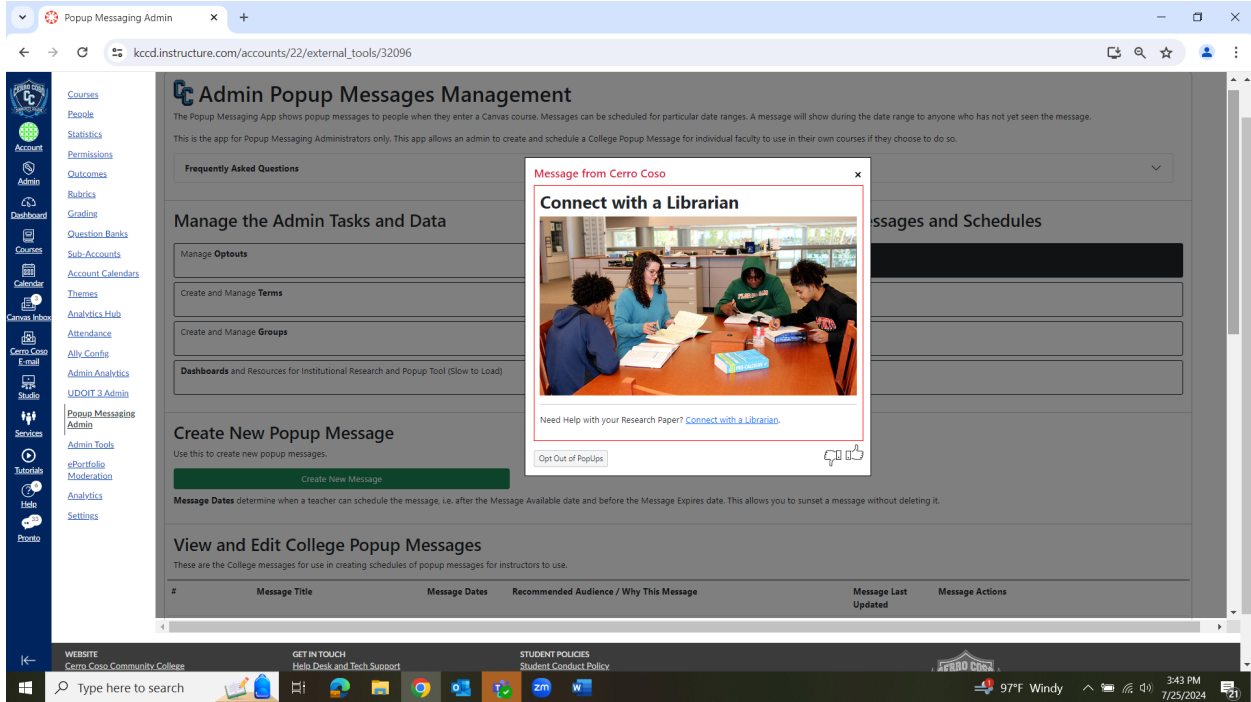 Popup Messaging Admin
kccd.instructure.com/accounts/22/external_tools/32096
CERRO COSO
CC
Account
Admin
Dashboard
Courses
Calendar
3
Canvas Inbox
Cerro Coso
E-mail
Studio
Services
Tutorials
6
Help
33
Pronto
Courses
People
Statistics
Permissions
Outcomes
Rubrics
Grading
Question Banks
Sub-Accounts
Account Calendars
Themes
Analytics Hub
Attendance
Ally Config
Admin Analytics
UDOIT 3 Admin
Popup Messaging
Admin
Admin Tools
ePortfolio
Moderation
Analytics
Settings
CC Admin Popup Messages Management
The Popup Messaging App shows popup messages to people when they enter a Canvas course. Messages can be scheduled for particular date ranges. A message will show during the date range to anyone who has not yet seen the message.
This is the app for Popup Messaging Administrators only. This app allows an admin to create and schedule a College Popup Message for individual faculty to use in their own courses if they choose to do so.
Frequently Asked Questions
Manage the Admin Tasks and Data
Manage Optouts
Create and Manage Terms
Create and Manage Groups
Dashboards and Resources for Institutional Research and Popup Tool (Slow to Load)
essages and Schedules
Message from Cerro Coso
×
Connect with a Librarian
Need Help with your Research Paper? Connect with a Librarian.
Opt Out of PopUps
Create New Popup Message
Use this to create new popup messages.
Create New Message
Message Dates determine when a teacher can schedule the message, i.e. after the Message Available date and before the Message Expires date. This allows you to sunset a message without deleting it.
View and Edit College Popup Messages
These are the College messages for use in creating schedules of popup messages for instructors to use.
# Message Title Message Dates Recommended Audience / Why This Message Message Last Updated Message Actions
WEBSITE
Cerro Coso Community College
GET IN TOUCH
Help Desk and Tech Support
STUDENT POLICIES
Student Conduct Policy
CERRO COSO
Type here to search
zm
W
97°F Windy
3:43 PM
7/25/2024
21